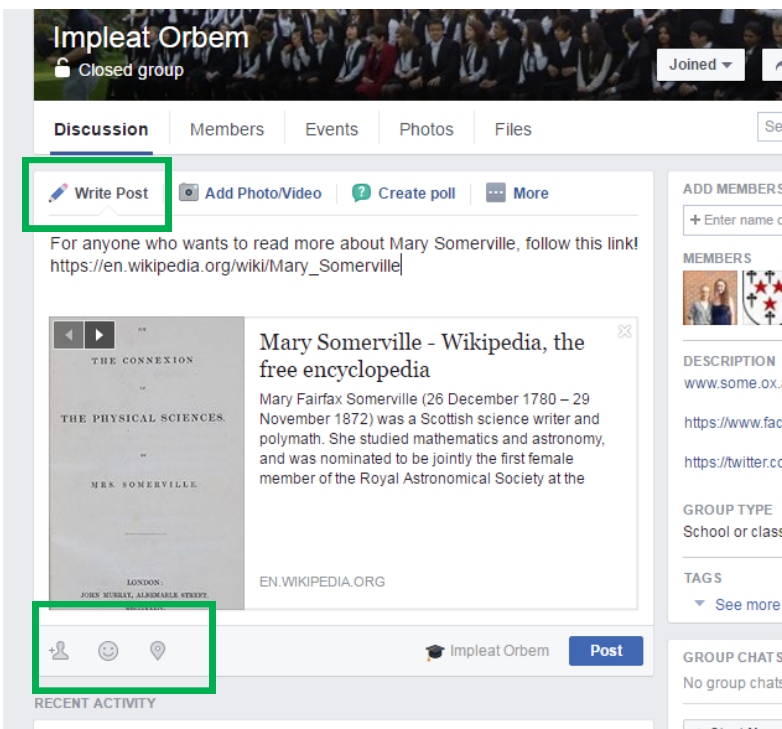 Impleat Orbem
Closed group
Joined
Discussion Members Events Photos Files
Se
Write Post Add Photo/Video Create poll More
For anyone who wants to read more about Mary Somerville, follow this link!
https://en.wikipedia.org/wiki/Mary_Somerville
ON
THE CONNEXION
OF
THE PHYSICAL SCIENCES.
BY
MRS. SOMERVILLE.
LONDON:
JOHN MURRAY, ALBEMARLE STREET.
Mary Somerville - Wikipedia, the
free encyclopedia
Mary Fairfax Somerville (26 December 1780 – 29
November 1872) was a Scottish science writer and
polymath. She studied mathematics and astronomy,
and was nominated to be jointly the first female
member of the Royal Astronomical Society at the
EN.WIKIPEDIA.ORG
Impleat Orbem Post
RECENT ACTIVITY
ADD MEMBERS
+ Enter name o
MEMBERS
DESCRIPTION
www.some.ox.
https://www.fac
https://twitter.co
GROUP TYPE
School or class
TAGS
See more
GROUP CHATS
No group chats